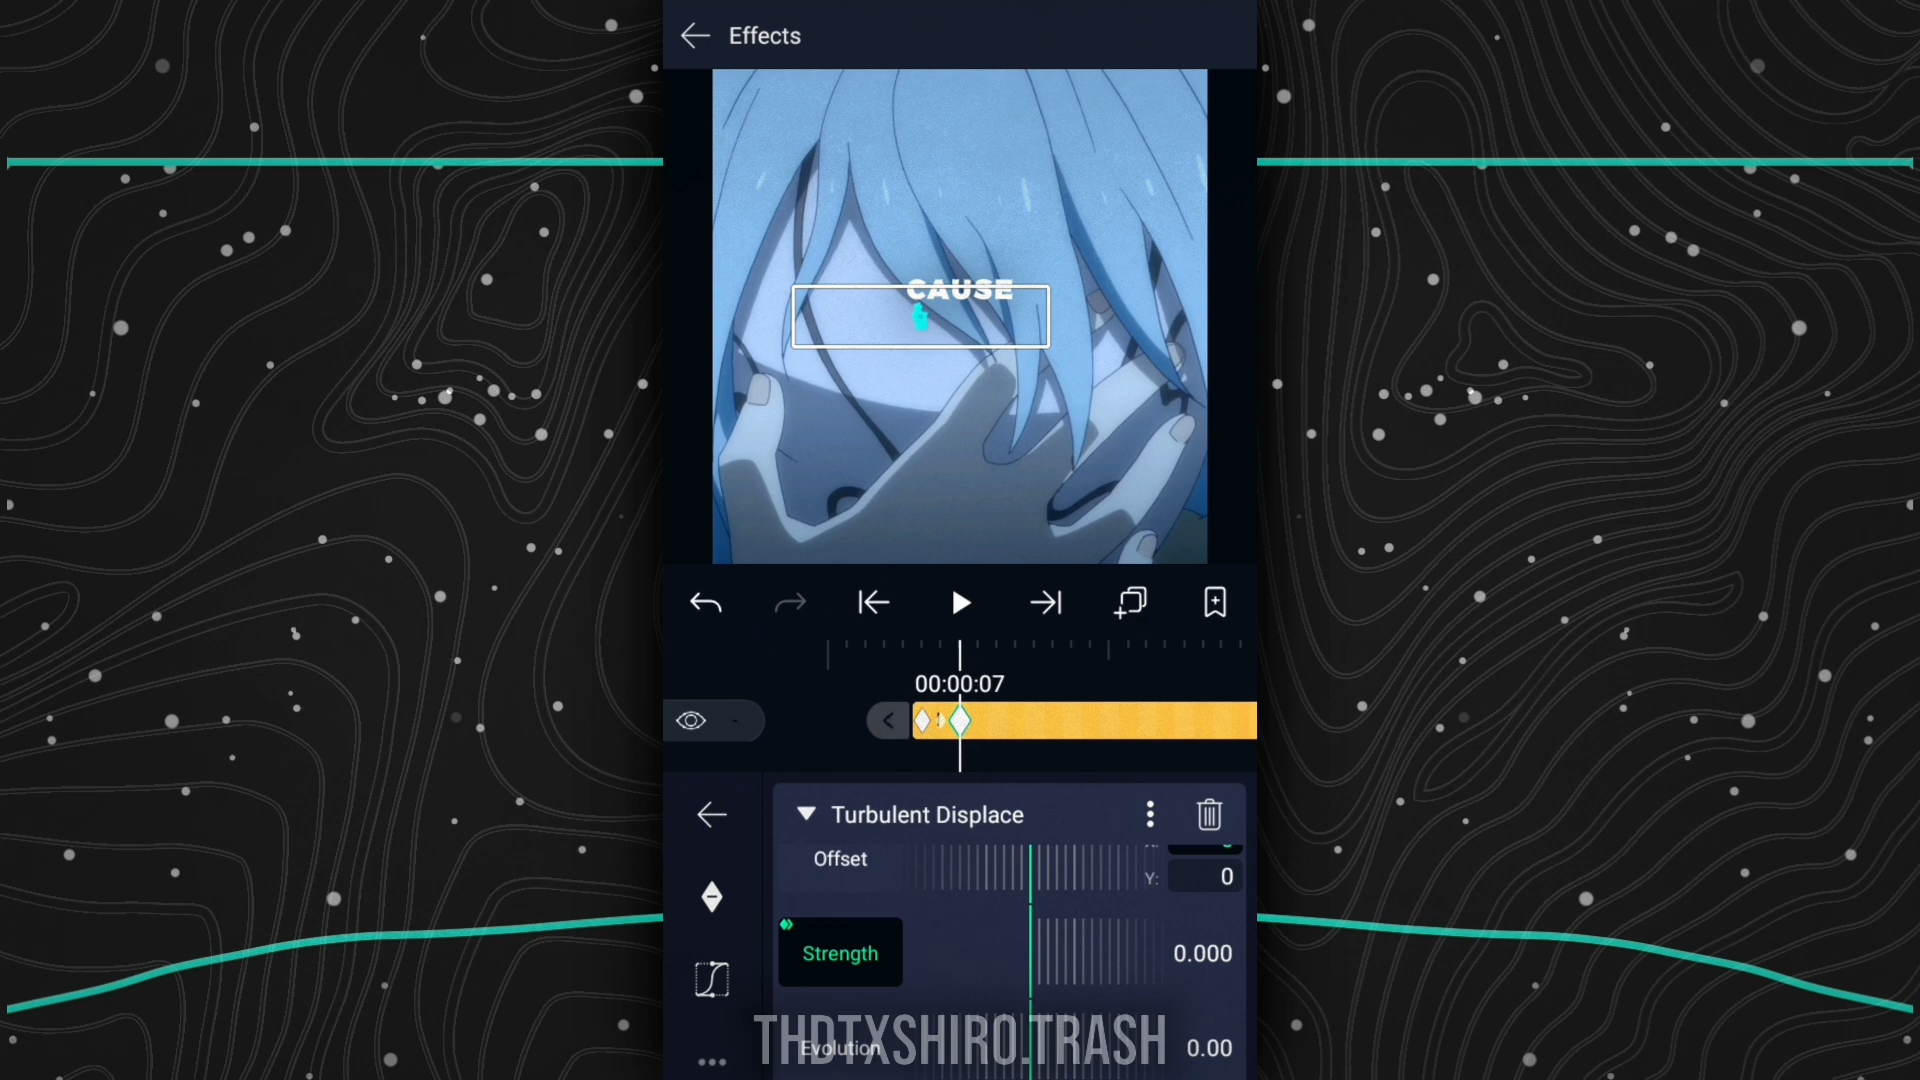 Effects
CAUSE
00:00:07
Turbulent Displace
Offset
Y:
0
Strength
0.000
Evolution
0.00
THDTXSHIRO.TRASH